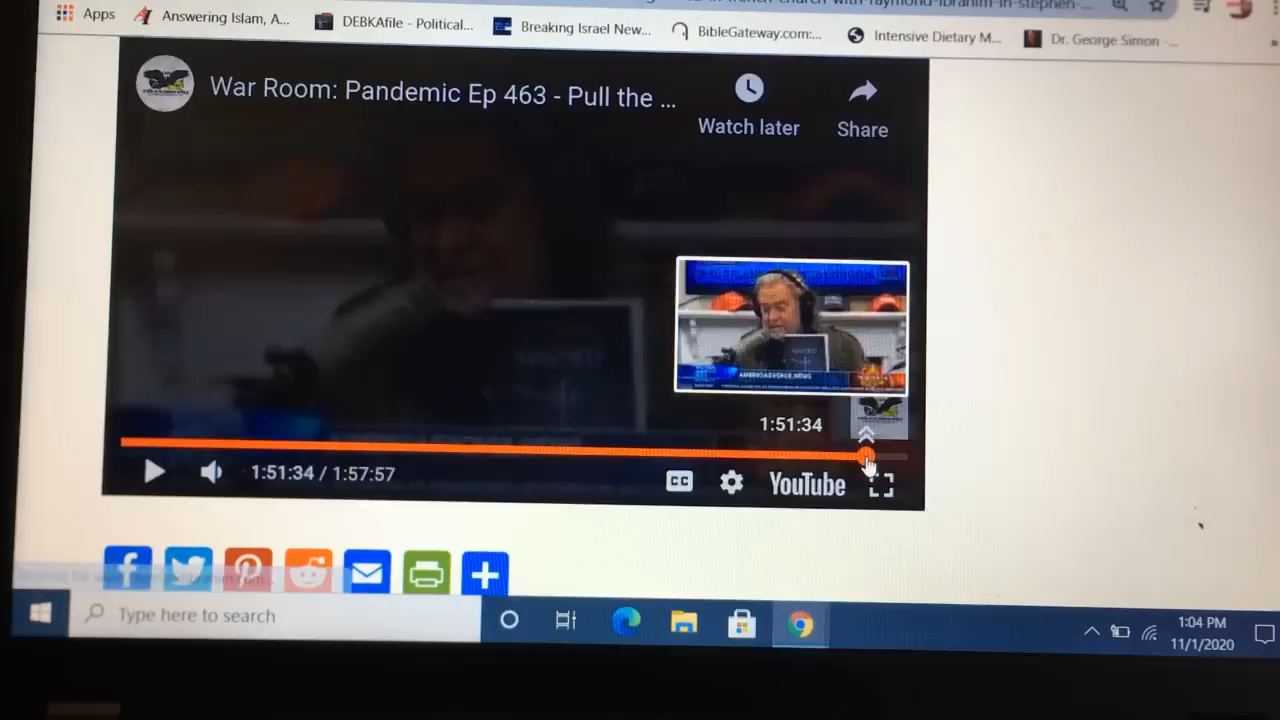 Apps Answering Islam, A... DEBKAfile - Political... Breaking Israel New... BibleGateway.com:... Intensive Dietary M... Dr. George Simon -...
War Room: Pandemic Ep 463 - Pull the ...
Watch later Share
1:51:34
1:51:34 / 1:57:57 CC YouTube
Type here to search
1:04 PM
11/1/2020